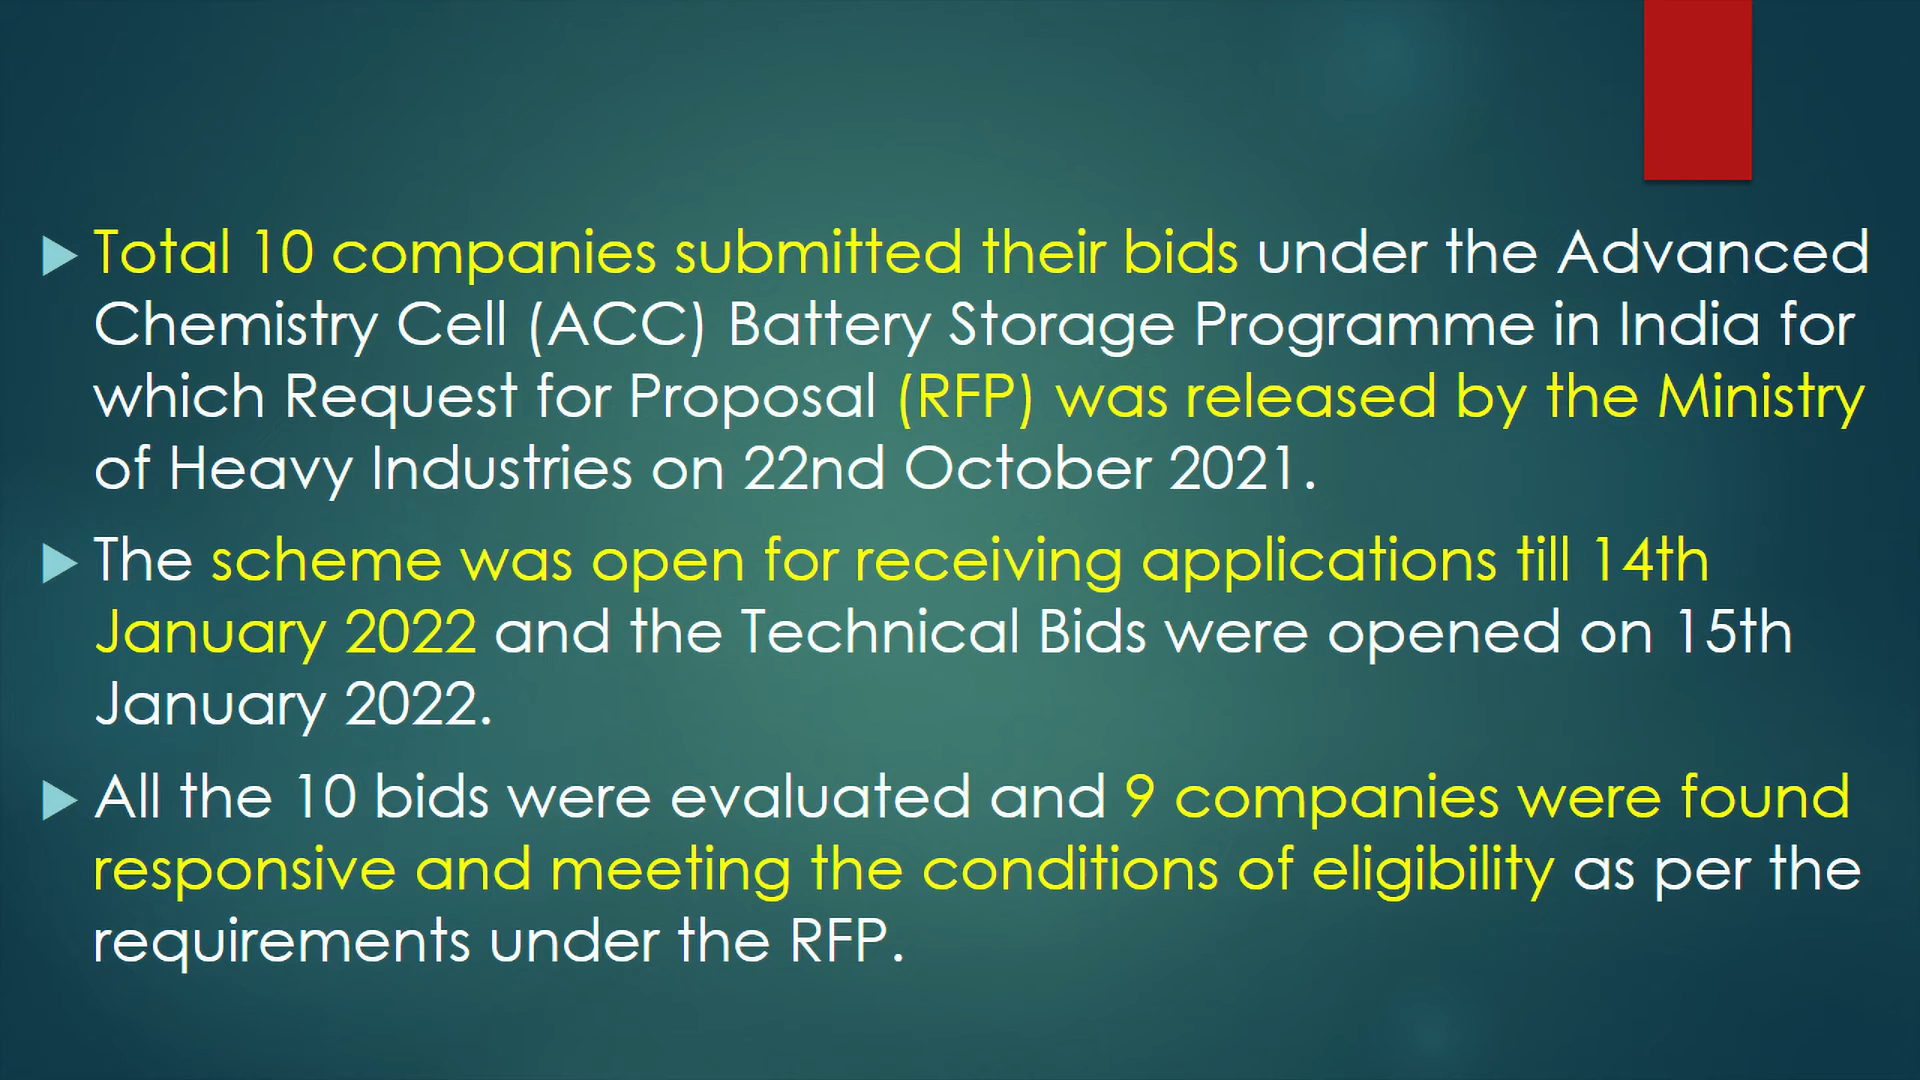 Total 10 companies submitted their bids under the Advanced
Chemistry Cell (ACC) Battery Storage Programme in India for
which Request for Proposal (RFP) was released by the Ministry
of Heavy Industries on 22nd October 2021.
The scheme was open for receiving applications till 14th
January 2022 and the Technical Bids were opened on 15th
January 2022.
All the 10 bids were evaluated and 9 companies were found
responsive and meeting the conditions of eligibility as per the
requirements under the RFP.